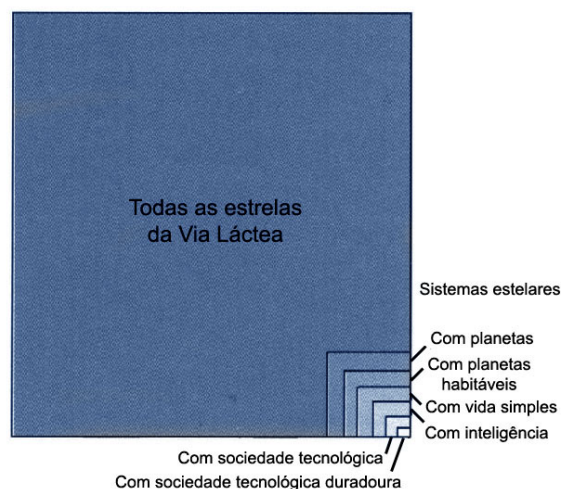 Todas as estrelas
da Via Láctea
Sistemas estelares
Com planetas
Com planetas
habitáveis
Com vida simples
Com inteligência
Com sociedade tecnológica
Com sociedade tecnológica duradoura